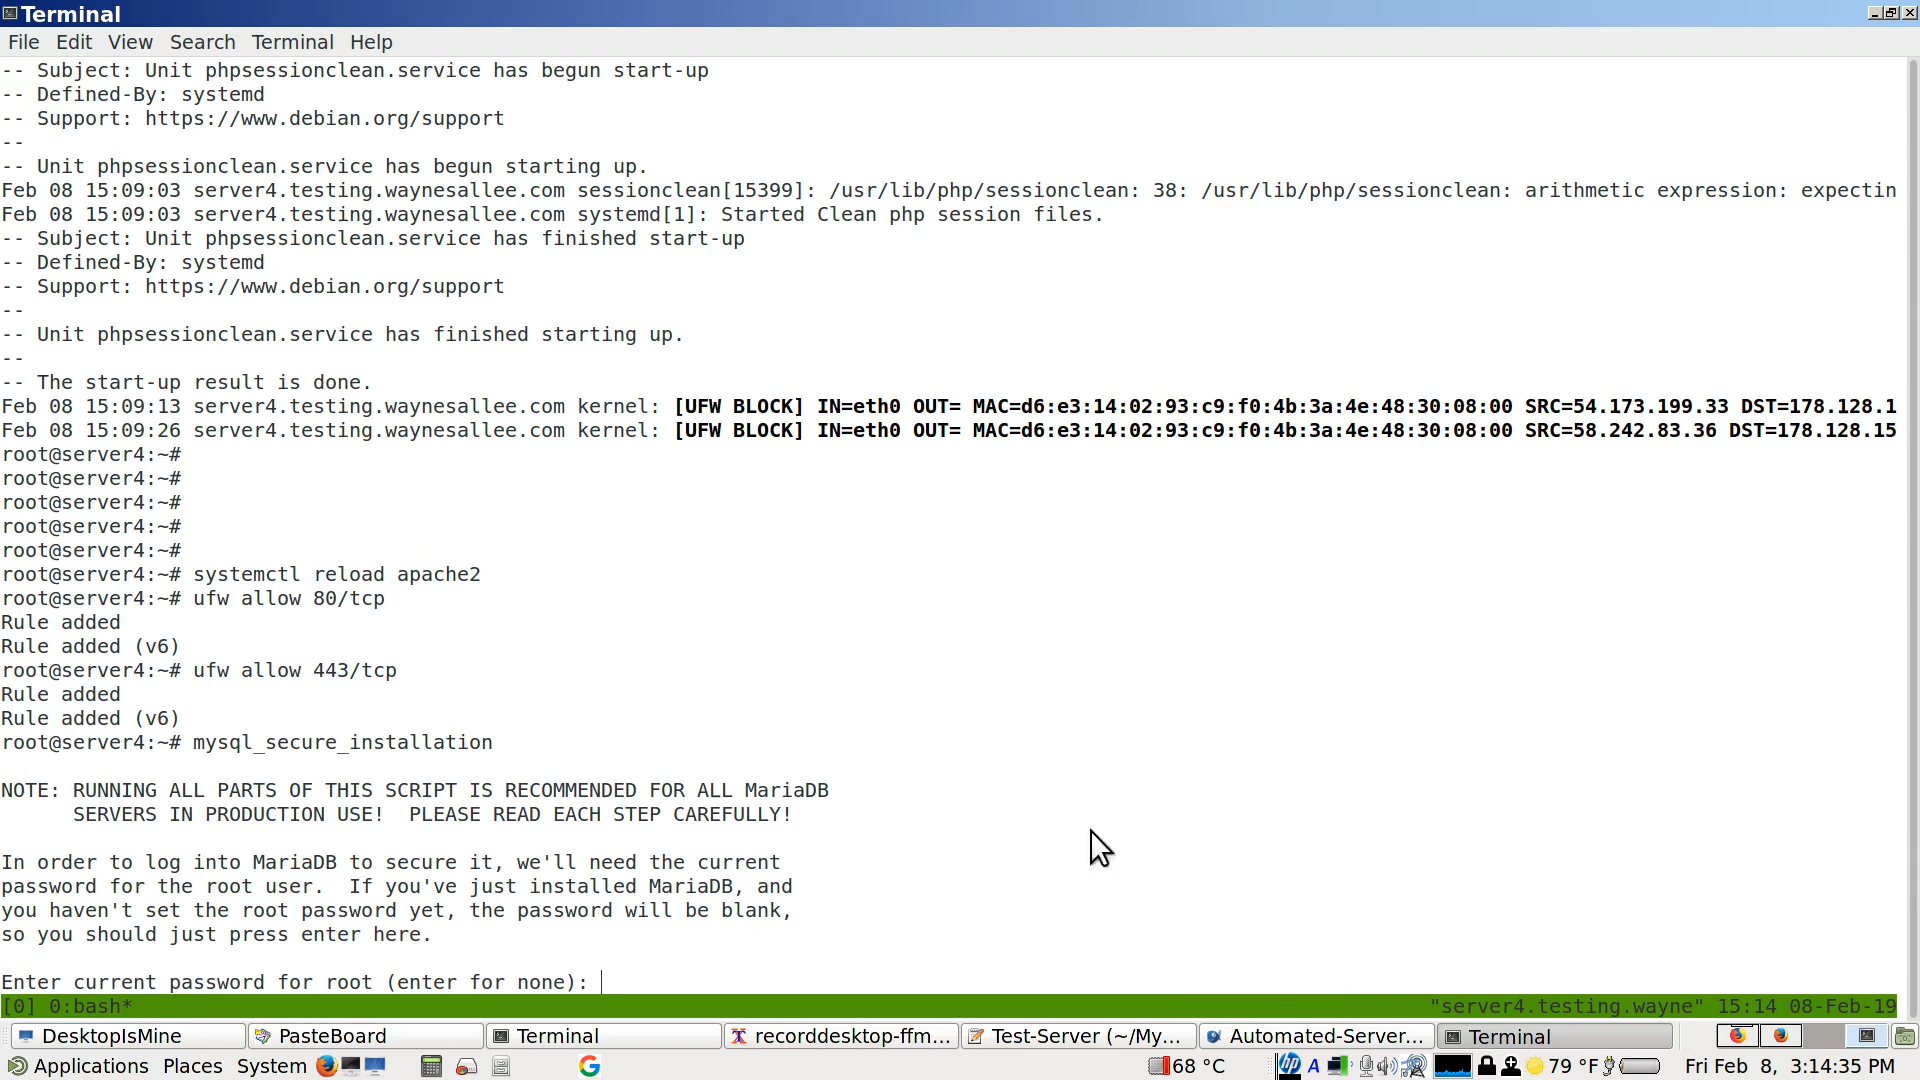 Terminal
File Edit View Search Terminal Help
-- Subject: Unit phpsessionclean.service has begun start-up
-- Defined-By: systemd
-- Support: https://www.debian.org/support
--
-- Unit phpsessionclean.service has begun starting up.
Feb 08 15:09:03 server4.testing.waynesallee.com sessionclean[15399]: /usr/lib/php/sessionclean: 38: /usr/lib/php/sessionclean: arithmetic expression: expectin
Feb 08 15:09:03 server4.testing.waynesallee.com systemd[1]: Started Clean php session files.
-- Subject: Unit phpsessionclean.service has finished start-up
-- Defined-By: systemd
-- Support: https://www.debian.org/support
--
-- Unit phpsessionclean.service has finished starting up.
--
-- The start-up result is done.
Feb 08 15:09:13 server4.testing.waynesallee.com kernel: [UFW BLOCK] IN=eth0 OUT= MAC=d6:e3:14:02:93:c9:f0:4b:3a:4e:48:30:08:00 SRC=54.173.199.33 DST=178.128.1
Feb 08 15:09:26 server4.testing.waynesallee.com kernel: [UFW BLOCK] IN=eth0 OUT= MAC=d6:e3:14:02:93:c9:f0:4b:3a:4e:48:30:08:00 SRC=58.242.83.36 DST=178.128.15
root@server4:~#
root@server4:~#
root@server4:~#
root@server4:~#
root@server4:~#
root@server4:~# systemctl reload apache2
root@server4:~# ufw allow 80/tcp
Rule added
Rule added (v6)
root@server4:~# ufw allow 443/tcp
Rule added
Rule added (v6)
root@server4:~# mysql_secure_installation
NOTE: RUNNING ALL PARTS OF THIS SCRIPT IS RECOMMENDED FOR ALL MariaDB
SERVERS IN PRODUCTION USE!  PLEASE READ EACH STEP CAREFULLY!
In order to log into MariaDB to secure it, we'll need the current
password for the root user.  If you've just installed MariaDB, and
you haven't set the root password yet, the password will be blank,
so you should just press enter here.
Enter current password for root (enter for none):
[0] 0:bash* "server4.testing.wayne" 15:14 08-Feb-19
DesktopIsMine PasteBoard Terminal recorddesktop-ffm... Test-Server (~/My... Automated-Server... Terminal
Applications Places System G 68 °C hp A 79 °F Fri Feb 8, 3:14:35 PM